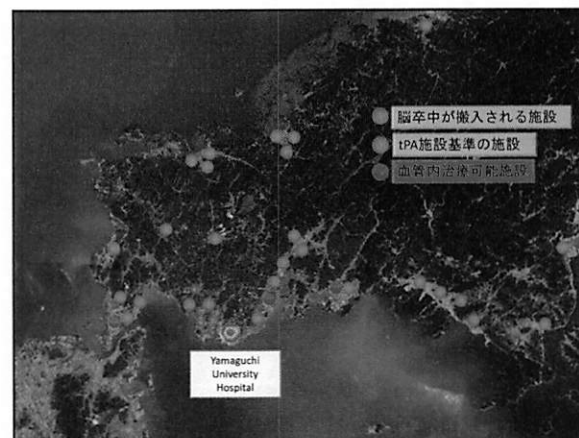 脳卒中が搬入される施設
tPA施設基準の施設
血管内治療可能施設
Yamaguchi
University
Hospital